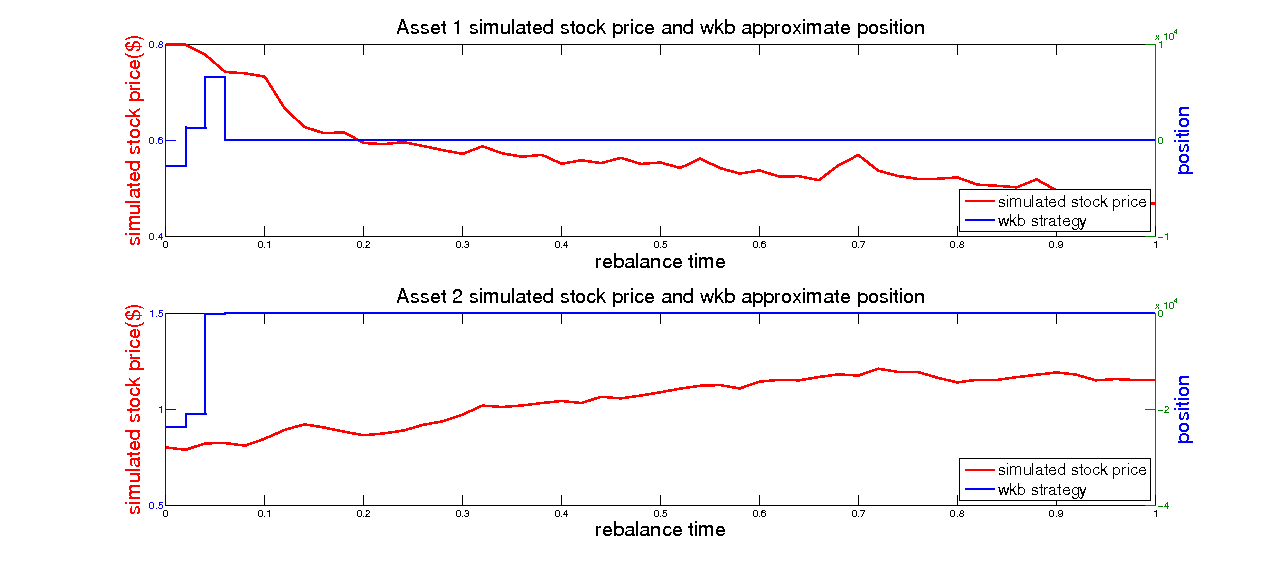 Asset 1 simulated stock price and wkb approximate position
x 10^4
0.8
0.6
0.4
1
0
-1
simulated stock price($)
position
simulated stock price
wkb strategy
0 0.1 0.2 0.3 0.4 0.5 0.6 0.7 0.8 0.9 1
rebalance time
Asset 2 simulated stock price and wkb approximate position
x 10^4
1.5
1
0.5
0
-2
-4
simulated stock price($)
position
simulated stock price
wkb strategy
0 0.1 0.2 0.3 0.4 0.5 0.6 0.7 0.8 0.9 1
rebalance time